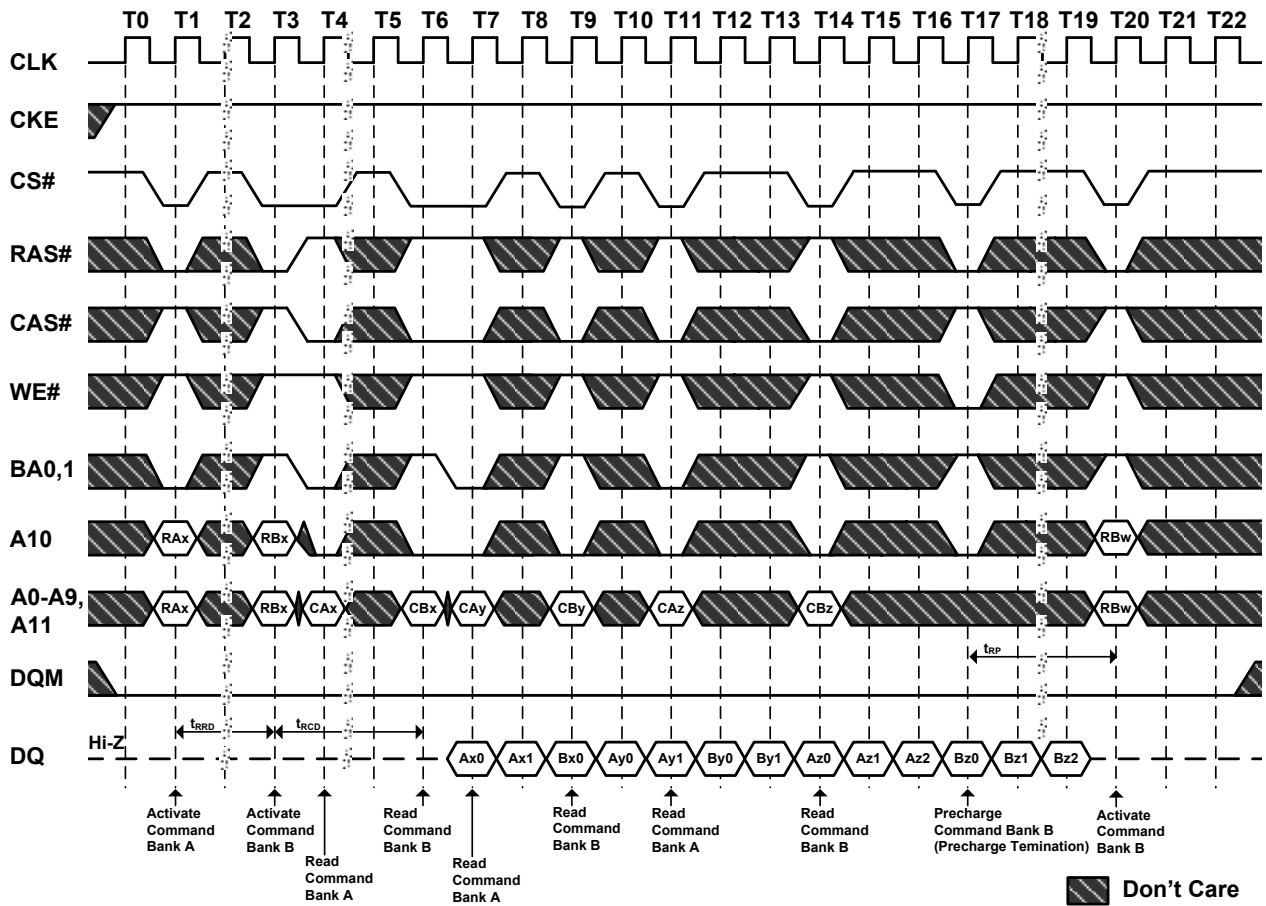 T0 T1 T2 T3 T4 T5 T6 T7 T8 T9 T10 T11 T12 T13 T14 T15 T16 T17 T18 T19 T20 T21 T22
CLK
CKE
CS#
RAS#
CAS#
WE#
BA0,1
A10
RAx RBx RBw
A0-A9,
A11
RAx RBx CAx CBx CAy CBy CAz CBz RBw
tRP
DQM
tRRD tRCD
Hi-Z
DQ
Ax0 Ax1 Bx0 Ay0 Ay1 By0 By1 Az0 Az1 Az2 Bz0 Bz1 Bz2
Activate
Command
Bank A
Activate
Command
Bank B
Read
Command
Bank A
Read
Command
Bank B
Read
Command
Bank A
Read
Command
Bank B
Read
Command
Bank A
Read
Command
Bank B
Precharge
Command Bank B
(Precharge Temination)
Activate
Command
Bank B
Don't Care